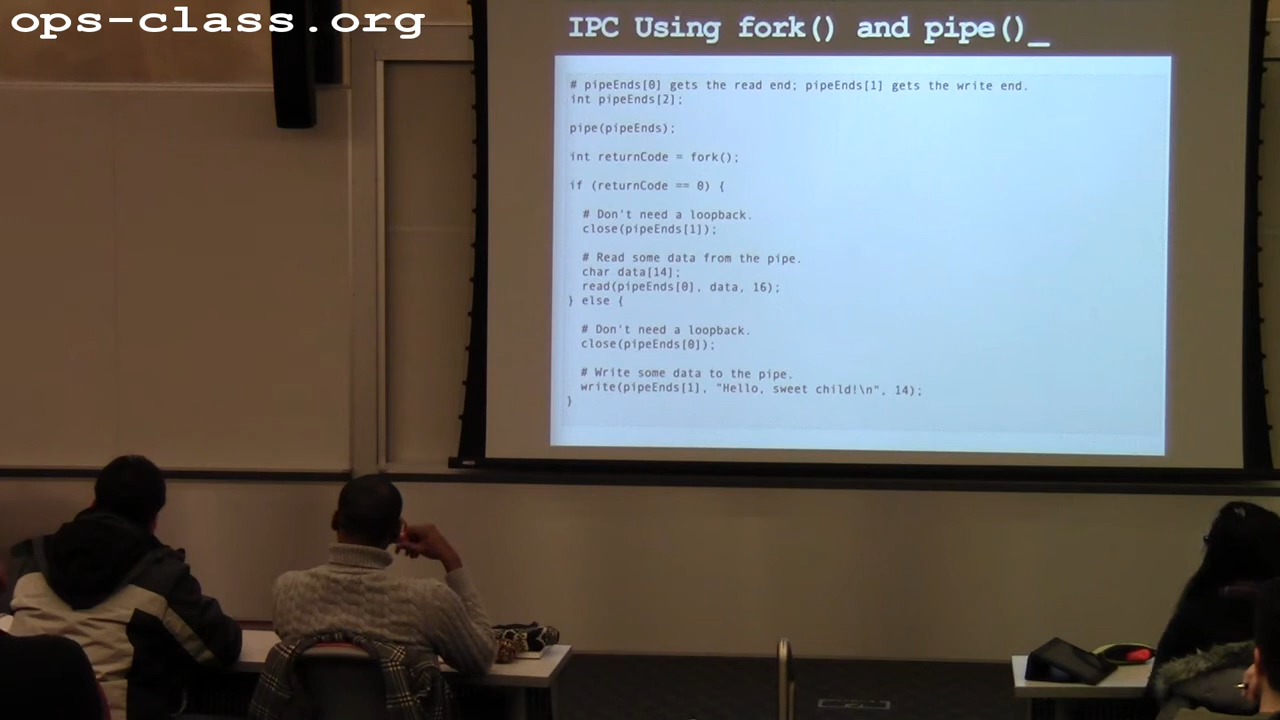 ops-class.org
IPC Using fork() and pipe()_
# pipeEnds[0] gets the read end; pipeEnds[1] gets the write end.
int pipeEnds[2];
pipe(pipeEnds);
int returnCode = fork();
if (returnCode == 0) {
# Don't need a loopback.
close(pipeEnds[1]);
# Read some data from the pipe.
char data[14];
read(pipeEnds[0], data, 16);
} else {
# Don't need a loopback.
close(pipeEnds[0]);
# Write some data to the pipe.
write(pipeEnds[1], "Hello, sweet child!\n", 14);
}